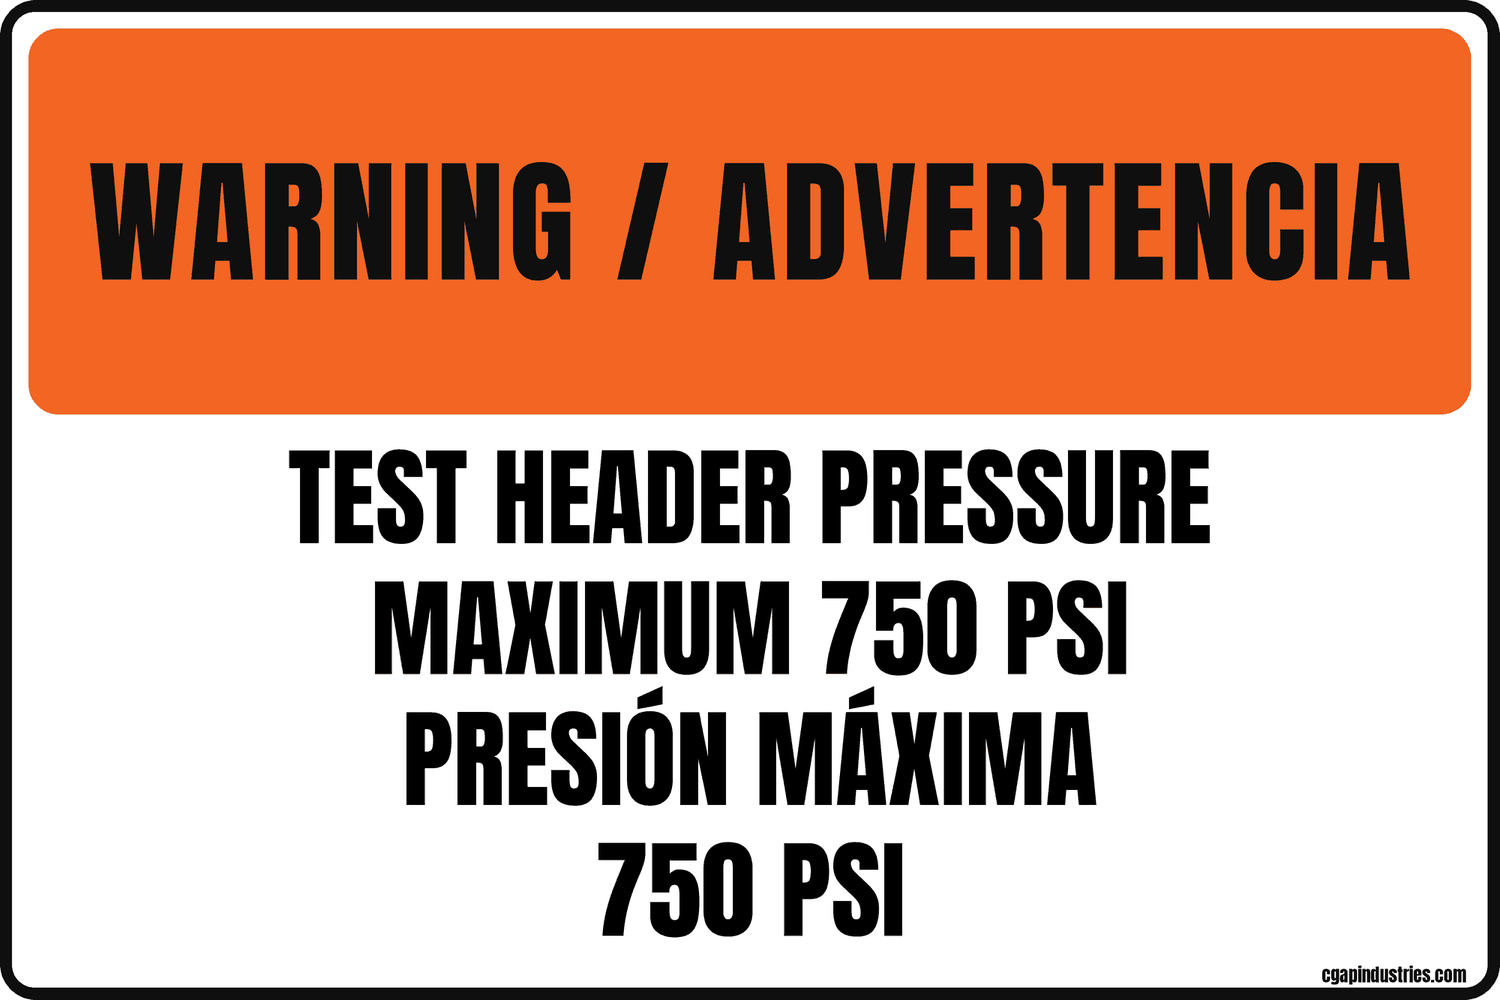 WARNING / ADVERTENCIA
TEST HEADER PRESSURE
MAXIMUM 750 PSI
PRESIÓN MÁXIMA
750 PSI
cgapindustries.com